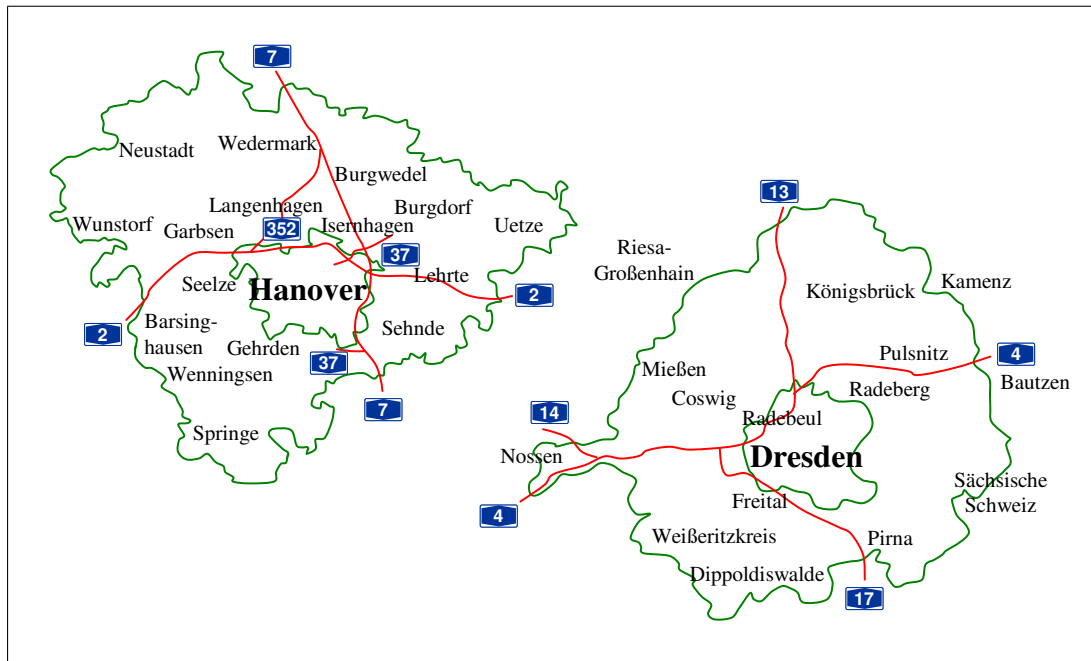 7
Neustadt
Wedermark
Burgwedel
Langenhagen
Burgdorf
Wunstorf
Garbsen
352
Isernhagen
Uetze
37
Seelze
Hanover
Lehrte
2
2
Barsing-
hausen
Gehrden
Sehnde
37
Wenningsen
7
Springe
13
Riesa-
Großenhain
Königsbrück
Kamenz
Pulsnitz
4
Mießen
Radeberg
Bautzen
Coswig
14
Radebeul
Nossen
Dresden
4
Freital
Sächsische
Schweiz
Weißeritzkreis
Pirna
Dippoldiswalde
17